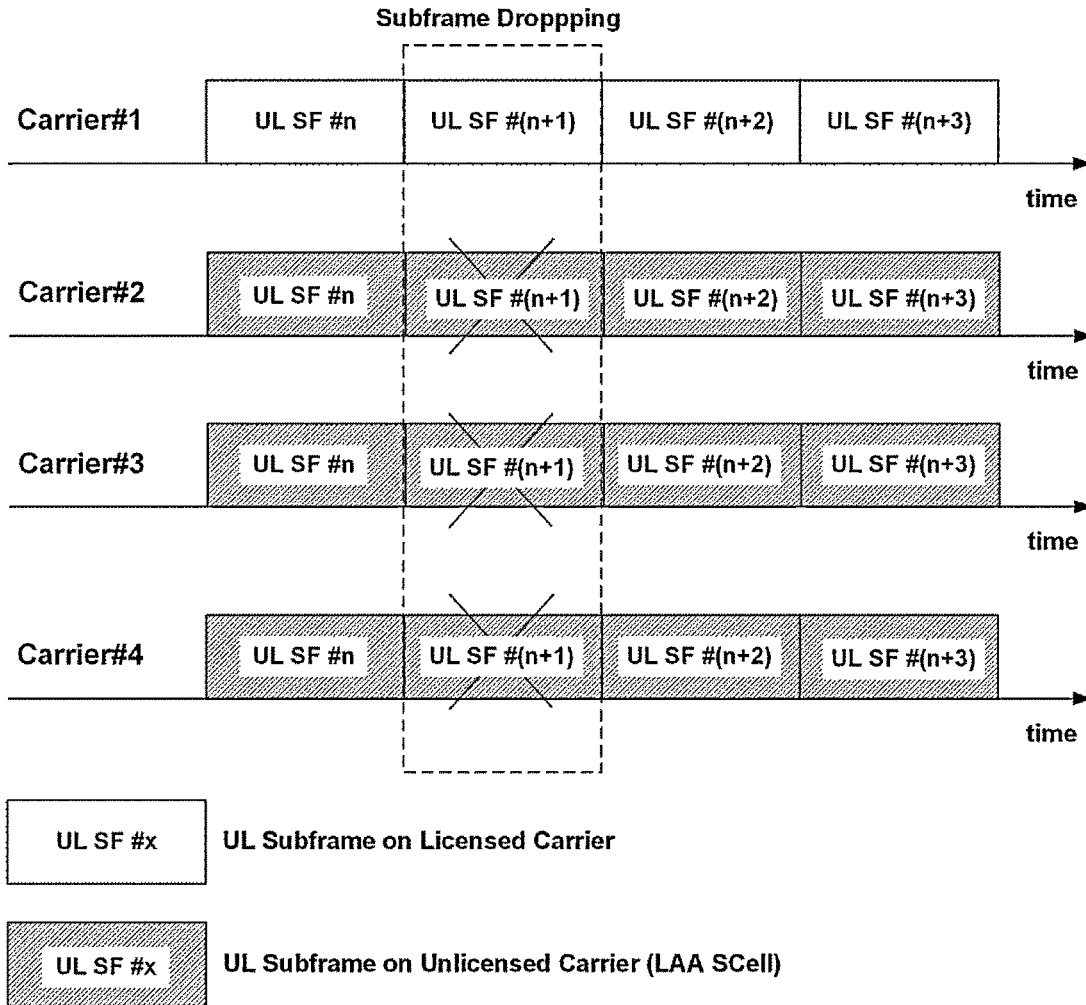 Subframe Droppping
Carrier#1
UL SF #n
UL SF #(n+1)
UL SF #(n+2)
UL SF #(n+3)
time
Carrier#2
UL SF #n
UL SF #(n+1)
UL SF #(n+2)
UL SF #(n+3)
time
Carrier#3
UL SF #n
UL SF #(n+1)
UL SF #(n+2)
UL SF #(n+3)
time
Carrier#4
UL SF #n
UL SF #(n+1)
UL SF #(n+2)
UL SF #(n+3)
time
UL SF #x
UL Subframe on Licensed Carrier
UL SF #x
UL Subframe on Unlicensed Carrier (LAA SCell)